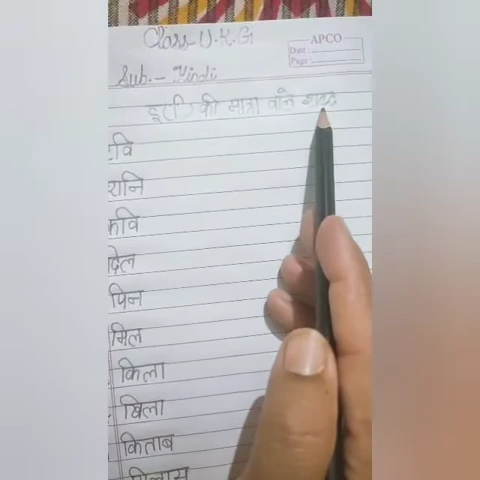 Class-U.K.G
APCO
Date :
Page :
Sub.- Hindi
इ(ि) की मात्रा वाले शब्द
रवि
शनि
कवि
दिल
पिन
मिल
किला
खिला
किताब
गिलास